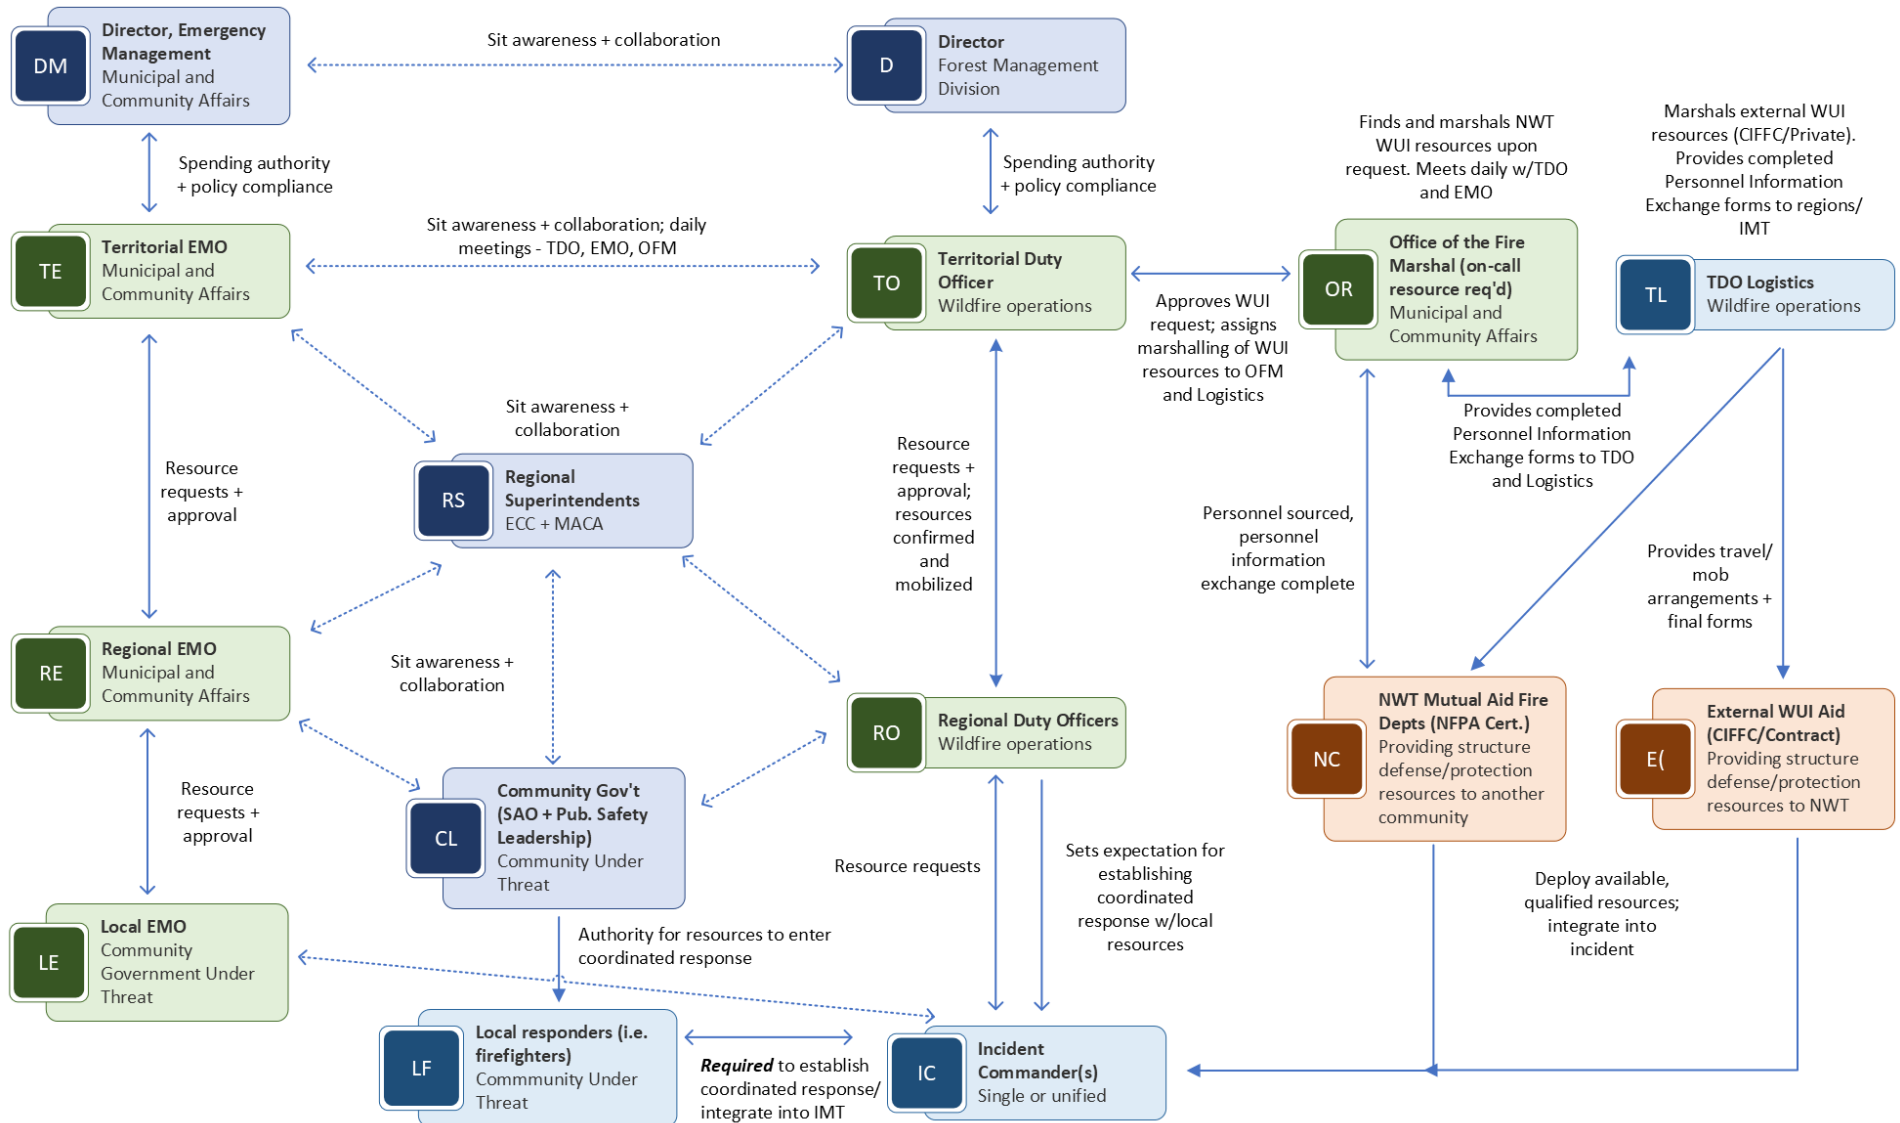 DM
Director, Emergency
Management
Municipal and
Community Affairs
Sit awareness + collaboration
D
Director
Forest Management
Division
Spending authority
+ policy compliance
Spending authority
+ policy compliance
Finds and marshals NWT
WUI resources upon
request. Meets daily w/TDO
and EMO
Marshals external WUI
resources (CIFFC/Private).
Provides completed
Personnel Information
Exchange forms to regions/
IMT
TE
Territorial EMO
Municipal and
Community Affairs
Sit awareness + collaboration; daily
meetings - TDO, EMO, OFM
TO
Territorial Duty
Officer
Wildfire operations
Approves WUI
request; assigns
marshalling of WUI
resources to OFM
and Logistics
OR
Office of the Fire
Marshal (on-call
resource req'd)
Municipal and
Community Affairs
TL
TDO Logistics
Wildfire operations
Provides completed
Personnel Information
Exchange forms to TDO
and Logistics
Resource
requests +
approval
Sit awareness +
collaboration
RS
Regional
Superintendents
ECC + MACA
Resource
requests +
approval;
resources
confirmed
and
mobilized
Personnel sourced,
personnel
information
exchange complete
Provides travel/
mob
arrangements +
final forms
RE
Regional EMO
Municipal and
Community Affairs
Sit awareness +
collaboration
RO
Regional Duty Officers
Wildfire operations
NC
NWT Mutual Aid Fire
Depts (NFPA Cert.)
Providing structure
defense/protection
resources to another
community
E(
External WUI Aid
(CIFFC/Contract)
Providing structure
defense/protection
resources to NWT
Resource
requests +
approval
CL
Community Gov't
(SAO + Pub. Safety
Leadership)
Community Under
Threat
Resource requests
Sets expectation for
establishing
coordinated
response w/local
resources
Deploy available,
qualified resources;
integrate into
incident
LE
Local EMO
Community
Government Under
Threat
Authority for resources to enter
coordinated response
LF
Local responders (i.e.
firefighters)
Commmunity Under
Threat
Required to establish
coordinated response/
integrate into IMT
IC
Incident
Commander(s)
Single or unified